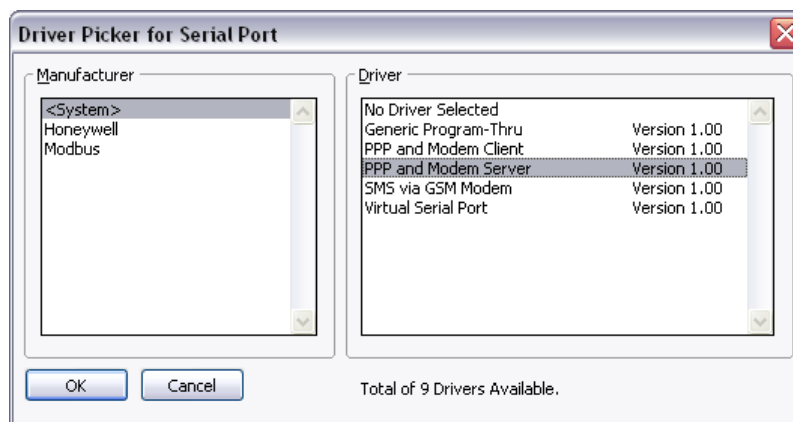 Driver Picker for Serial Port
Manufacturer
<System>
Honeywell
Modbus
Driver
No Driver Selected
Generic Program-Thru Version 1.00
PPP and Modem Client Version 1.00
PPP and Modem Server Version 1.00
SMS via GSM Modem Version 1.00
Virtual Serial Port Version 1.00
OK
Cancel
Total of 9 Drivers Available.